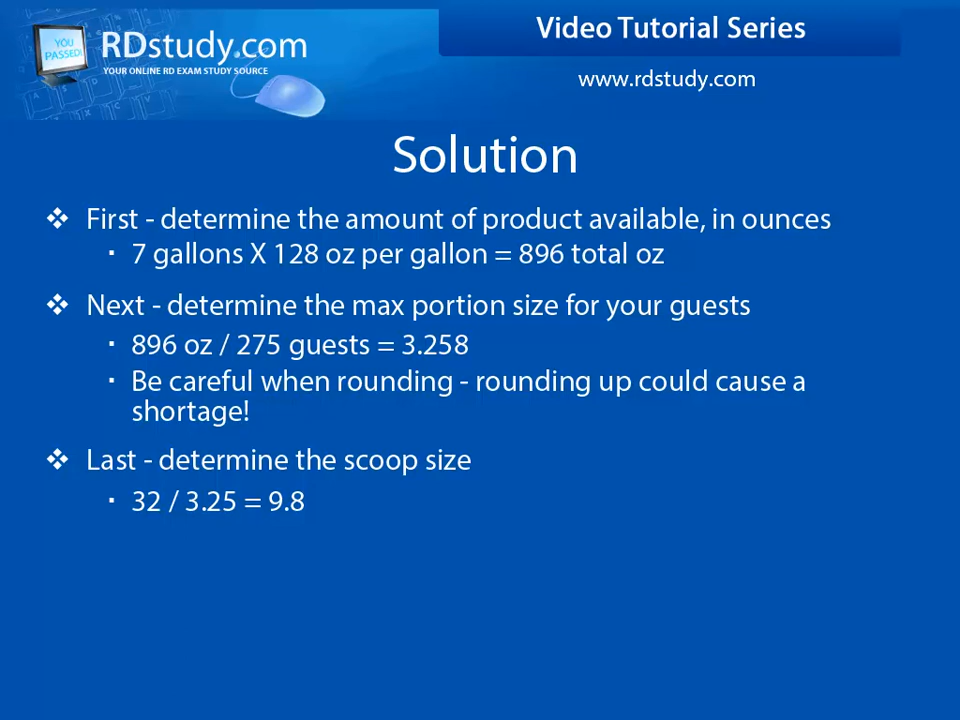 YOU
PASSED!
RDstudy.com
YOUR ONLINE RD EXAM STUDY SOURCE
Video Tutorial Series
www.rdstudy.com
Solution
❖ First - determine the amount of product available, in ounces
▪ 7 gallons X 128 oz per gallon = 896 total oz
❖ Next - determine the max portion size for your guests
▪ 896 oz / 275 guests = 3.258
▪ Be careful when rounding - rounding up could cause a
shortage!
❖ Last - determine the scoop size
▪ 32 / 3.25 = 9.8